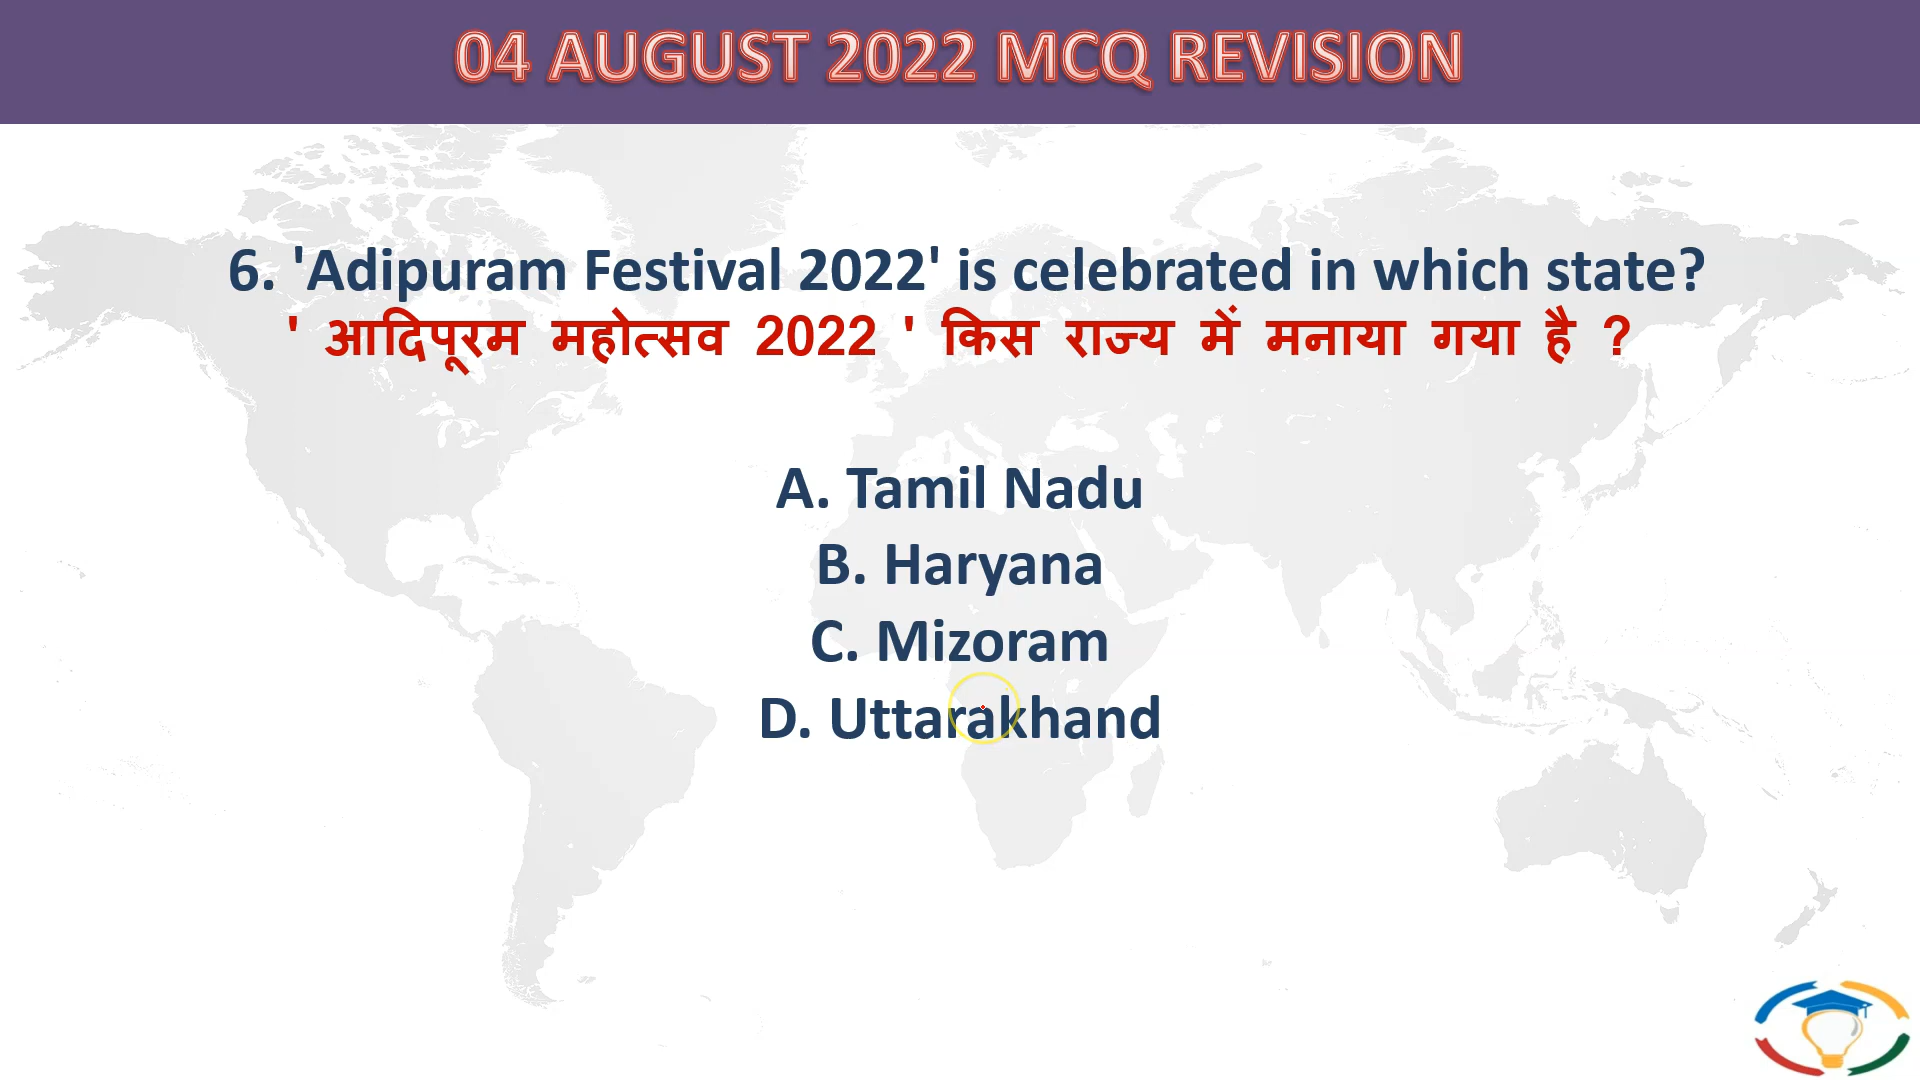 04 AUGUST 2022 MCQ REVISION
6. 'Adipuram Festival 2022' is celebrated in which state?
' आदिपूरम महोत्सव 2022 ' किस राज्य में मनाया गया है ?
A. Tamil Nadu
B. Haryana
C. Mizoram
D. Uttarakhand